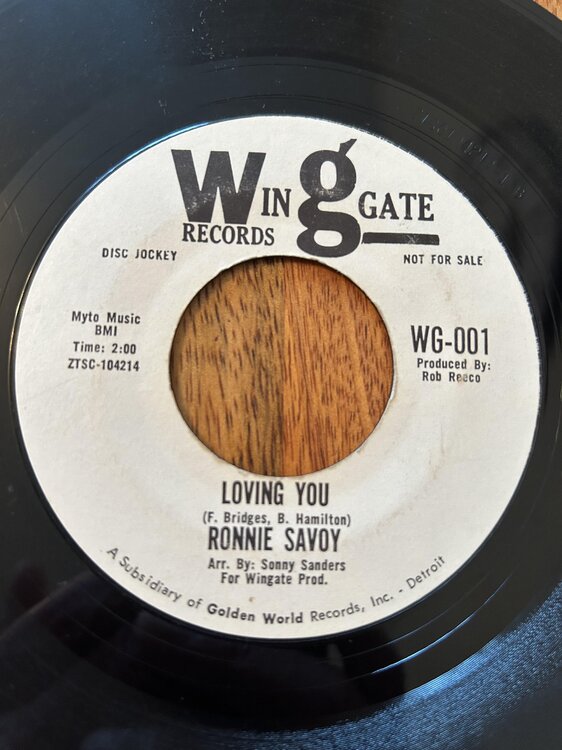 WinGGATE
RECORDS
DISC JOCKEY
NOT FOR SALE
Myto Music
BMI
Time: 2:00
ZTSC-104214
WG-001
Produced By:
Rob Reeco
LOVING YOU
(F. Bridges, B. Hamilton)
RONNIE SAVOY
Arr. By: Sonny Sanders
For Wingate Prod.
A Subsidiary of Golden World Records, Inc. - Detroit